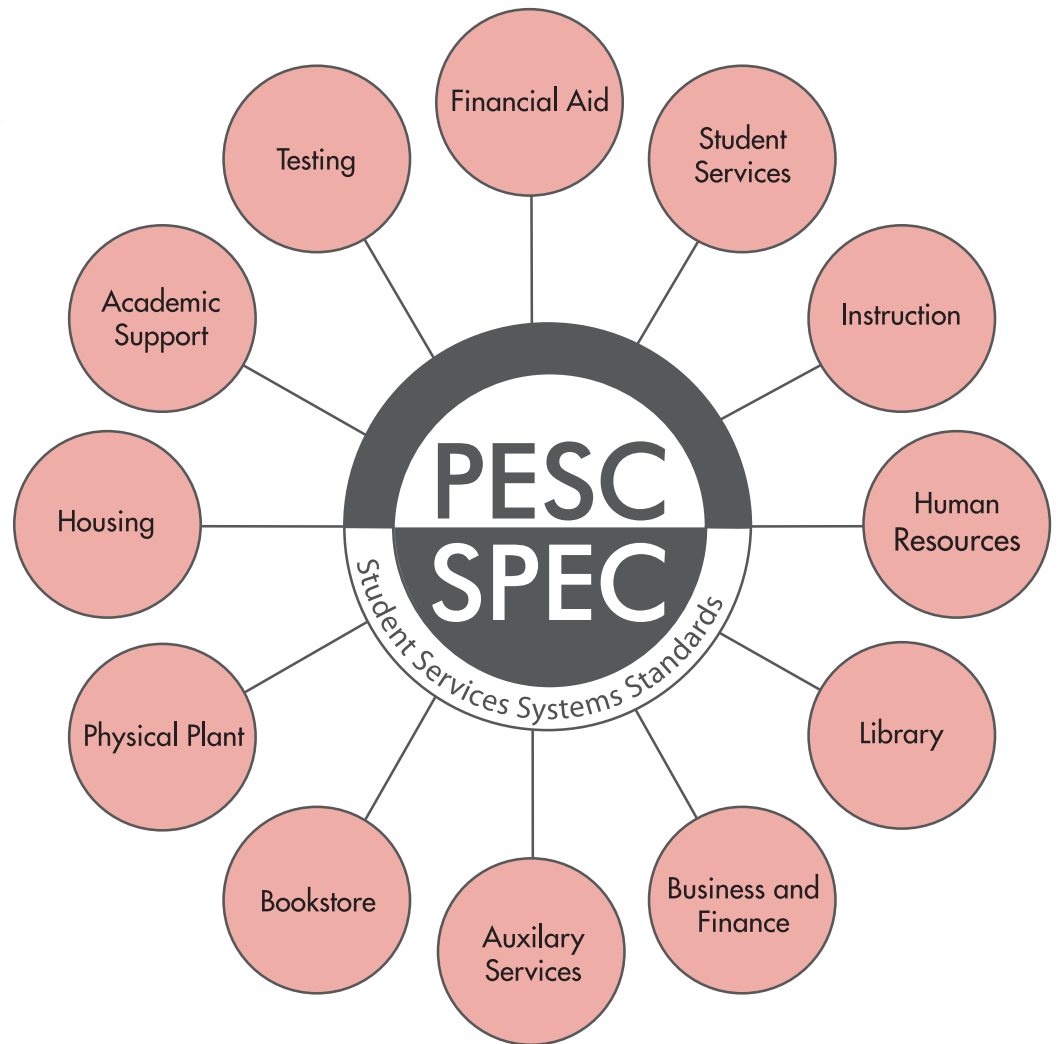 Financial Aid
Student
Services
Testing
Academic
Support
Instruction
PESC
SPEC
Student Services Systems Standards
Housing
Human
Resources
Physical Plant
Library
Bookstore
Business and
Finance
Auxilary
Services